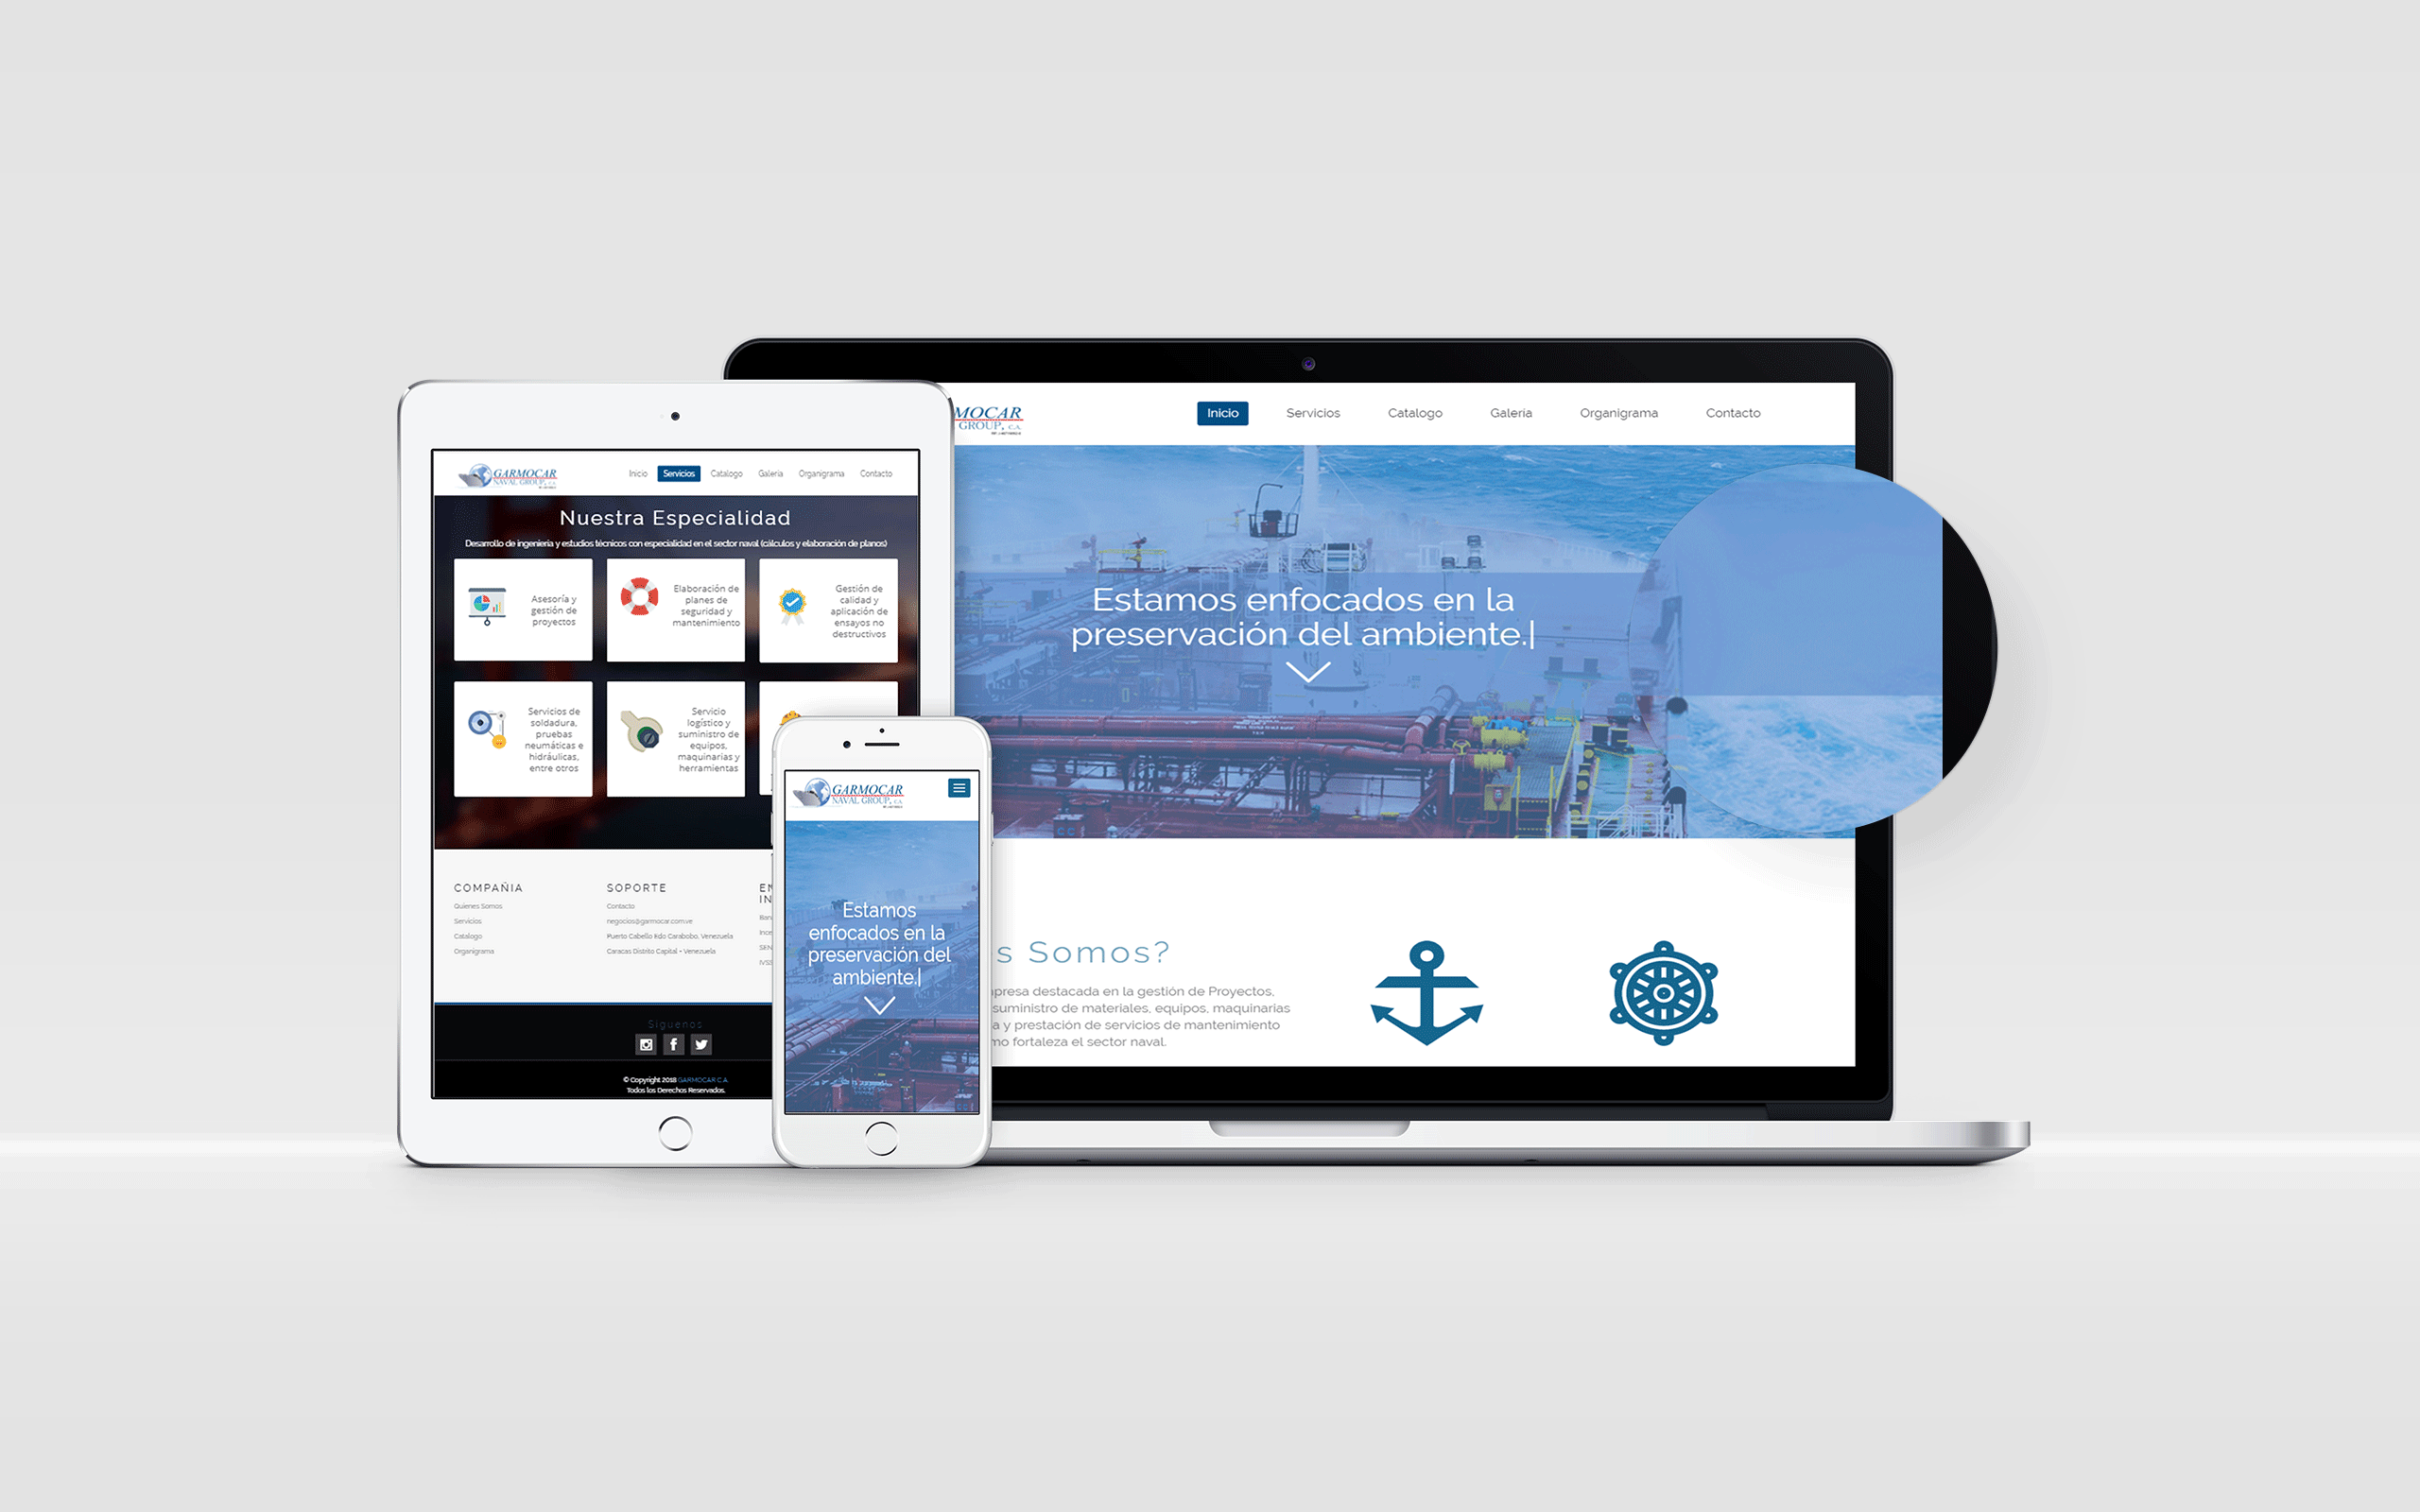 GARMOCAR
NAVAL GROUP, C.A.
Inicio
Servicios
Catalogo
Galeria
Organigrama
Contacto
Nuestra Especialidad
Desarrollo de ingeniería y estudios técnicos con especialidad en el sector naval (cálculos y elaboración de planos)
Asesoría y
gestión de
proyectos
Elaboración de
planes de
seguridad y
mantenimiento
Gestión de
calidad y
aplicación de
ensayos no
destructivos
Servicios de
soldadura,
pruebas
neumáticas e
hidráulicas,
entre otros
Servicio
logístico y
suministro de
equipos,
maquinarias y
herramientas
COMPAÑIA
Quienes Somos
Servicios
Catalogo
Organigrama
SOPORTE
Contacto
negocios@garmocar.com.ve
Puerto Cabello Edo Carabobo, Venezuela
Caracas Distrito Capital - Venezuela
EN
IN
Ban
Ince
SEN
Síguenos
© Copyright 2018 GARMOCAR C.A.
Todos los Derechos Reservados.
GARMOCAR
NAVAL GROUP, CA
Estamos
enfocados en la
preservación del
ambiente.|
MOCAR
GROUP, C.A.
Inicio
Servicios
Catalogo
Galeria
Organigrama
Contacto
Estamos enfocados en la
preservación del ambiente.|
s Somos?
presa destacada en la gestión de Proyectos,
suministro de materiales, equipos, maquinarias
a y prestación de servicios de mantenimiento
mo fortaleza el sector naval.